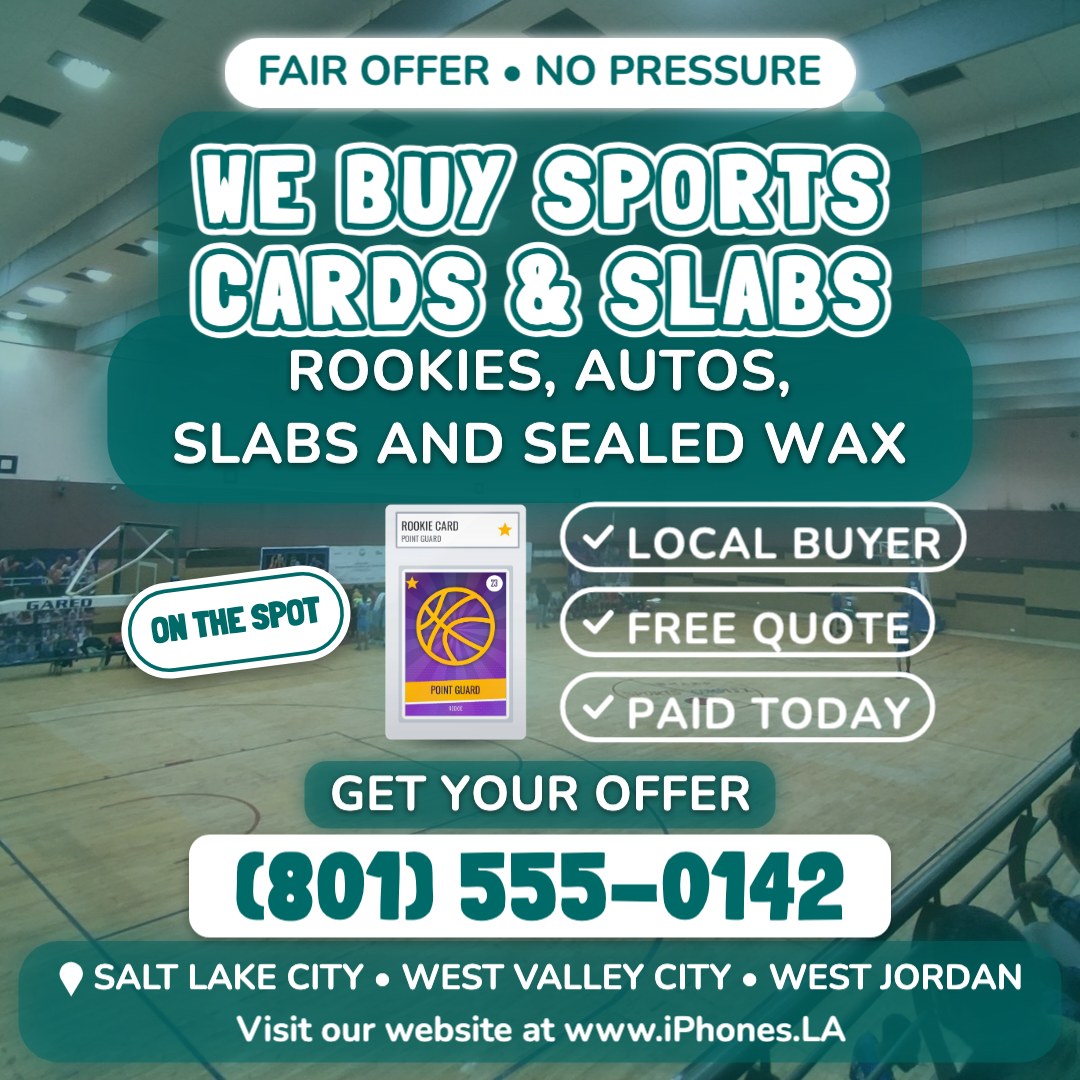 FAIR OFFER • NO PRESSURE
WE BUY SPORTS
CARDS & SLABS
ROOKIES, AUTOS,
SLABS AND SEALED WAX
ROOKIE CARD
POINT GUARD
23
POINT GUARD
ON THE SPOT
GARED
LOCAL BUYER
FREE QUOTE
PAID TODAY
GET YOUR OFFER
(801) 555-0142
SALT LAKE CITY • WEST VALLEY CITY • WEST JORDAN
Visit our website at www.iPhones.LA